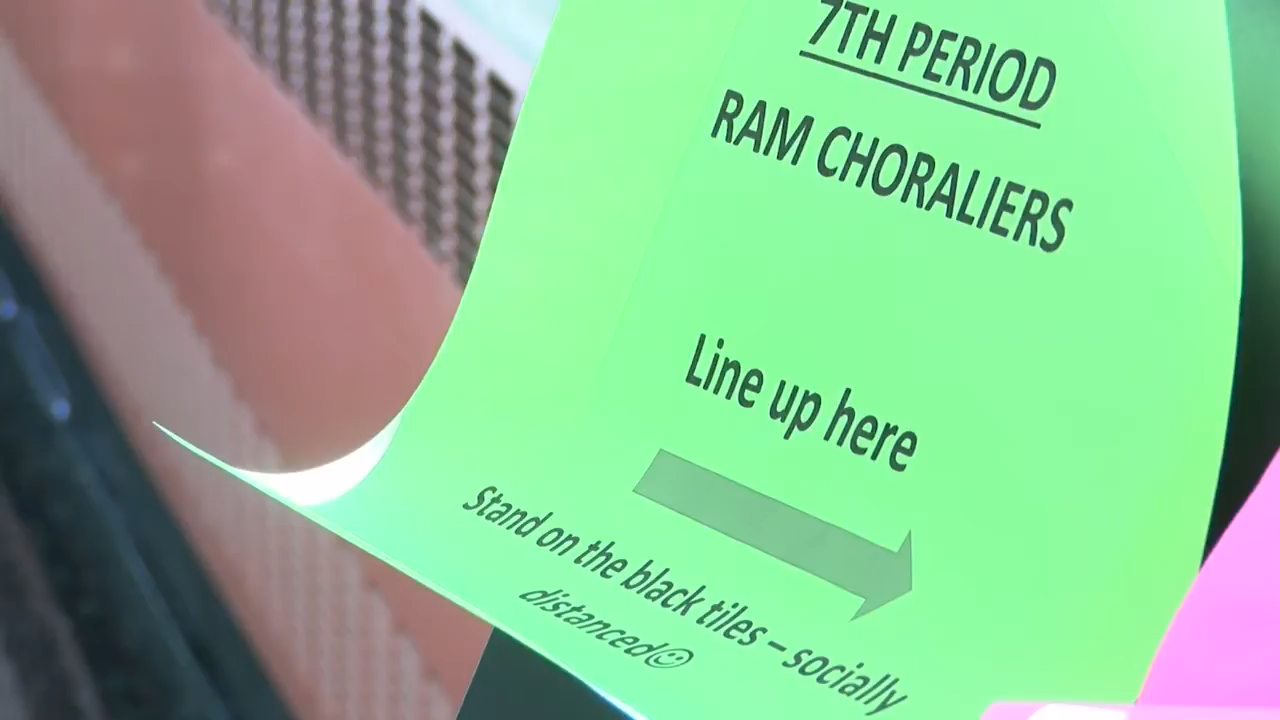 7TH PERIOD
RAM CHORALIERS
Line up here
Stand on the black tiles – socially
distanced☺